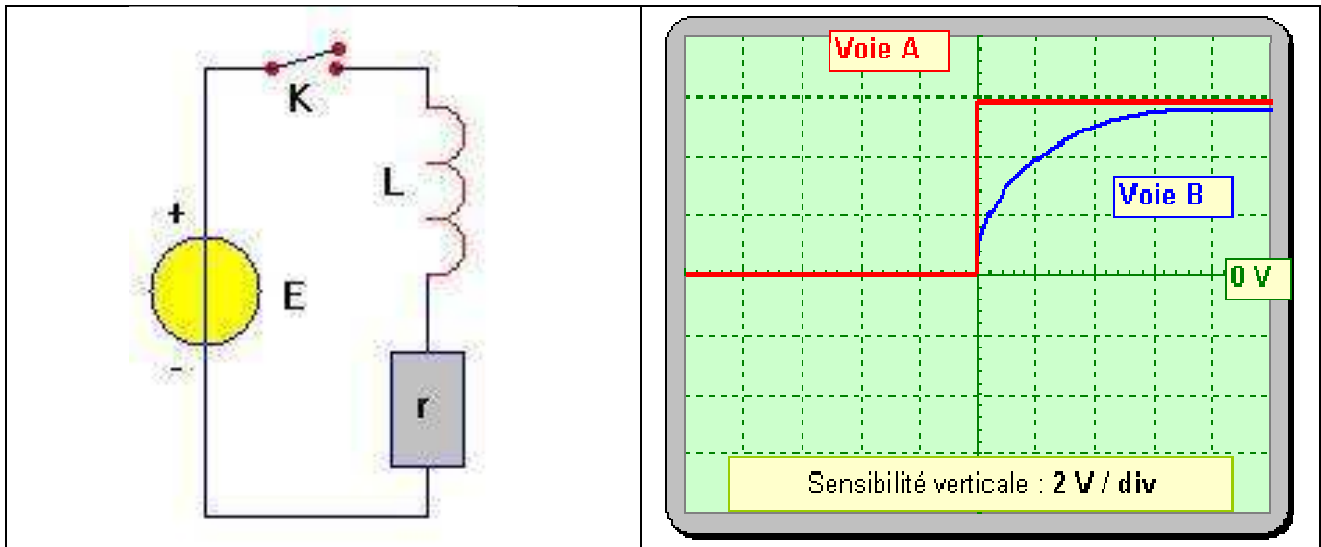 K
L
+
E
-
r
Voie A
Voie B
0 V
Sensibilité verticale : 2 V / div